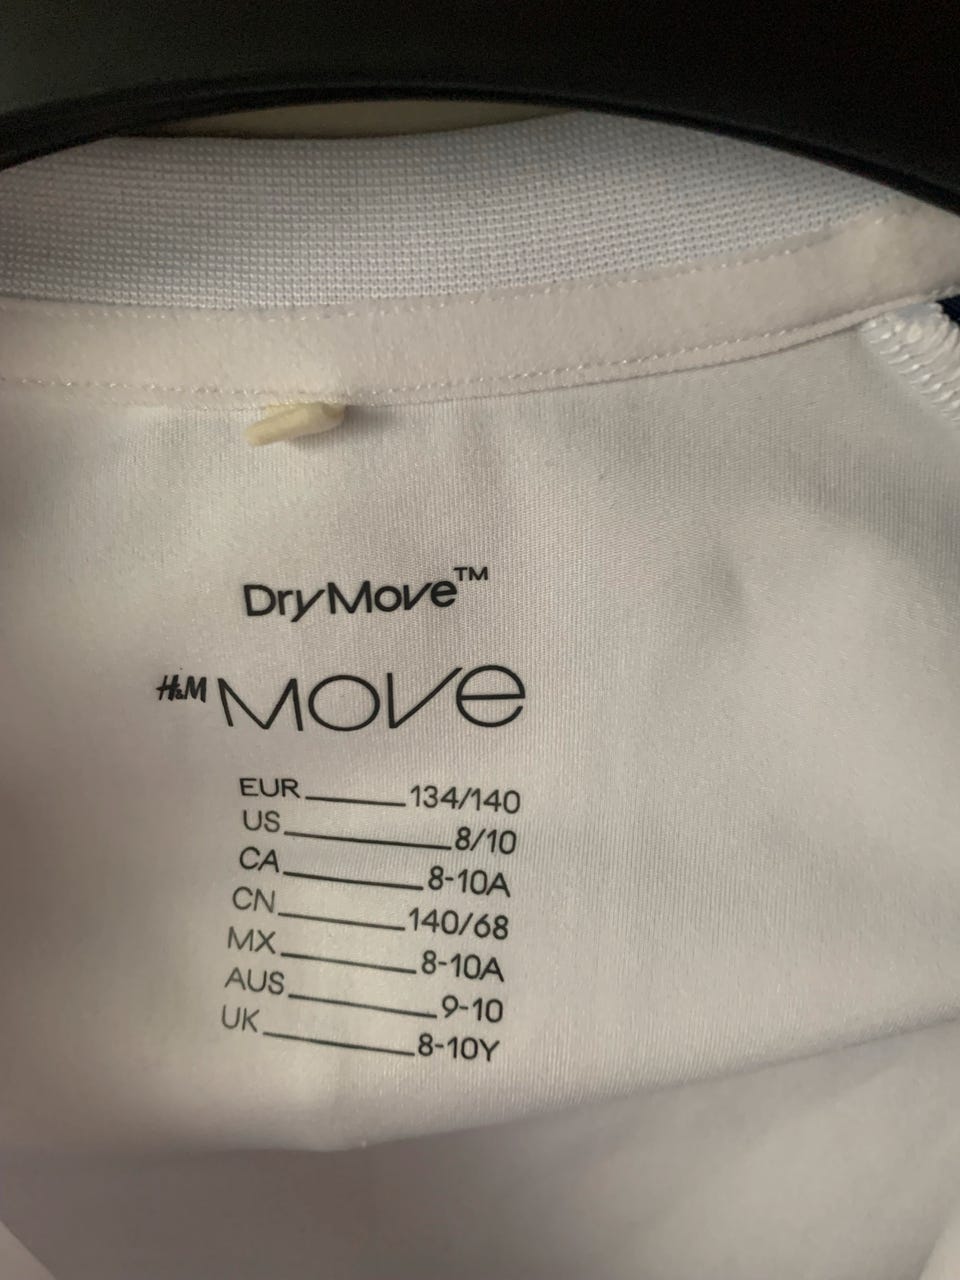 DryMove™
H&M MOVE
EUR 134/140
US 8/10
CA 8-10A
CN 140/68
MX 8-10A
AUS 9-10
UK 8-10Y